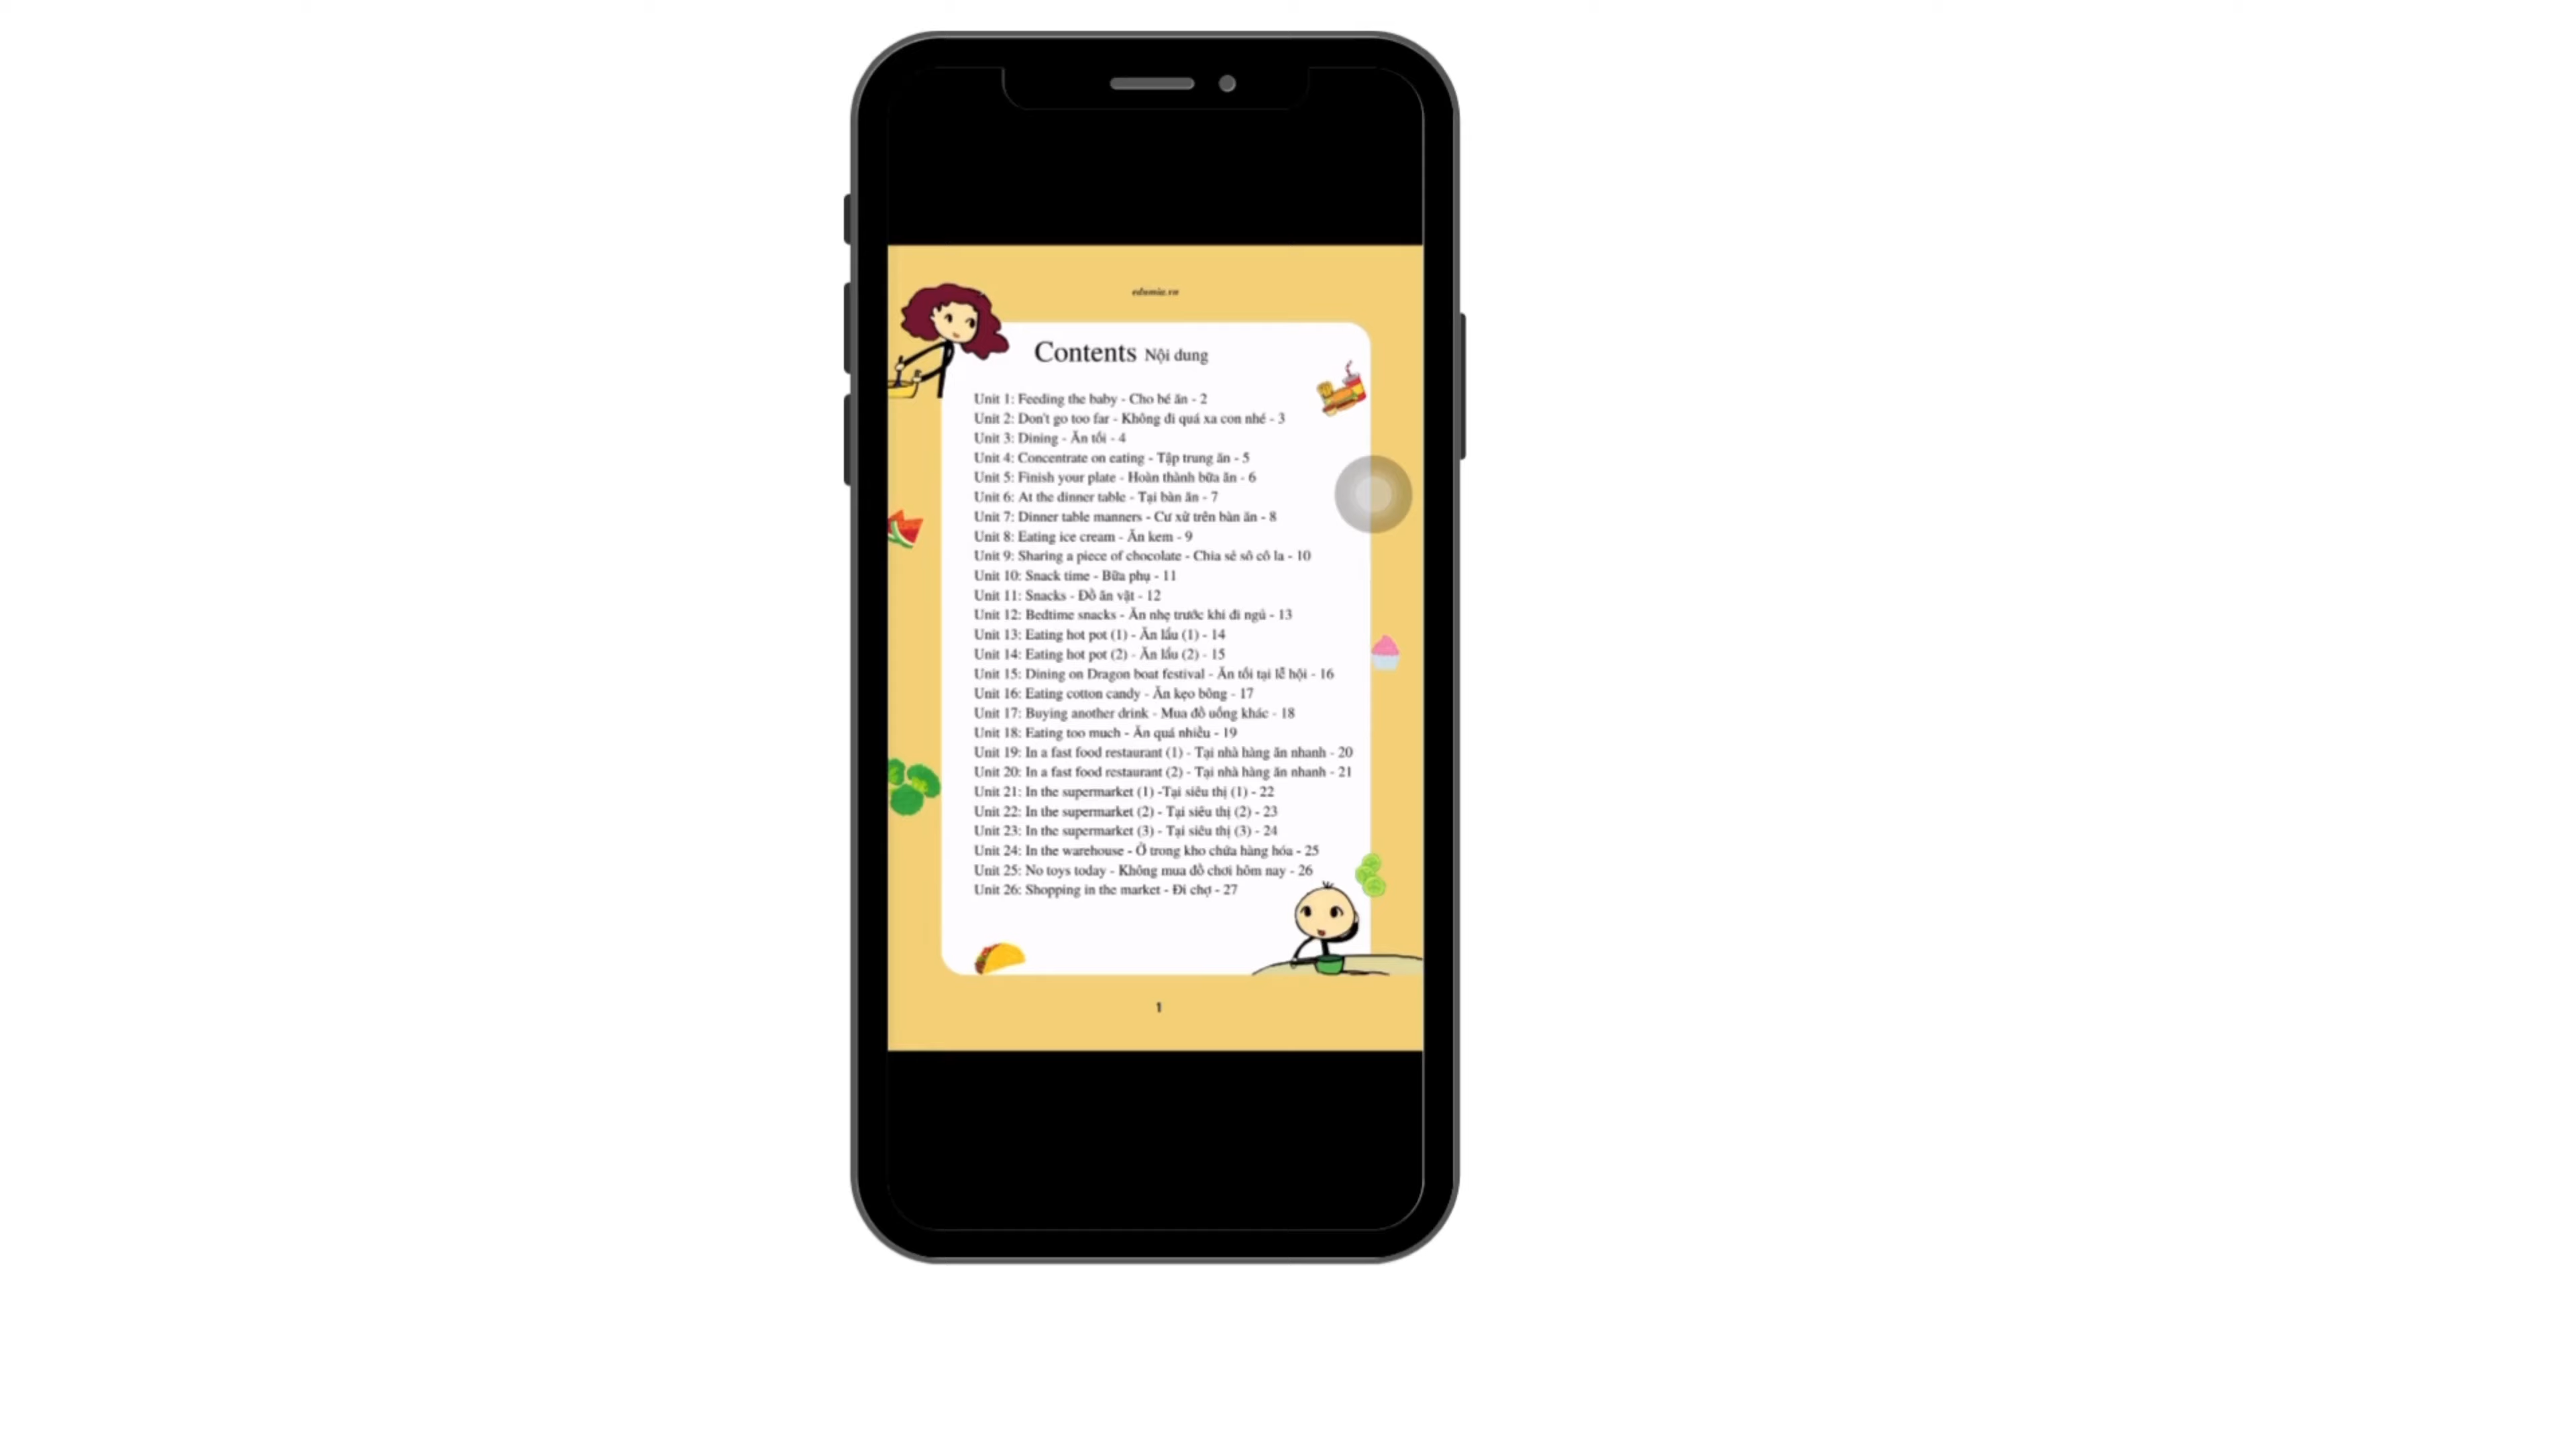 edumia.vn
Contents Nội dung
Unit 1: Feeding the baby - Cho bé ăn - 2
Unit 2: Don't go too far - Không đi quá xa con nhé - 3
Unit 3: Dining - Ăn tối - 4
Unit 4: Concentrate on eating - Tập trung ăn - 5
Unit 5: Finish your plate - Hoàn thành bữa ăn - 6
Unit 6: At the dinner table - Tại bàn ăn - 7
Unit 7: Dinner table manners - Cư xử trên bàn ăn - 8
Unit 8: Eating ice cream - Ăn kem - 9
Unit 9: Sharing a piece of chocolate - Chia sẻ sô cô la - 10
Unit 10: Snack time - Bữa phụ - 11
Unit 11: Snacks - Đồ ăn vặt - 12
Unit 12: Bedtime snacks - Ăn nhẹ trước khi đi ngủ - 13
Unit 13: Eating hot pot (1) - Ăn lẩu (1) - 14
Unit 14: Eating hot pot (2) - Ăn lẩu (2) - 15
Unit 15: Dining on Dragon boat festival - Ăn tối tại lễ hội - 16
Unit 16: Eating cotton candy - Ăn kẹo bông - 17
Unit 17: Buying another drink - Mua đồ uống khác - 18
Unit 18: Eating too much - Ăn quá nhiều - 19
Unit 19: In a fast food restaurant (1) - Tại nhà hàng ăn nhanh - 20
Unit 20: In a fast food restaurant (2) - Tại nhà hàng ăn nhanh - 21
Unit 21: In the supermarket (1) -Tại siêu thị (1) - 22
Unit 22: In the supermarket (2) - Tại siêu thị (2) - 23
Unit 23: In the supermarket (3) - Tại siêu thị (3) - 24
Unit 24: In the warehouse - Ở trong kho chứa hàng hóa - 25
Unit 25: No toys today - Không mua đồ chơi hôm nay - 26
Unit 26: Shopping in the market - Đi chợ - 27
1